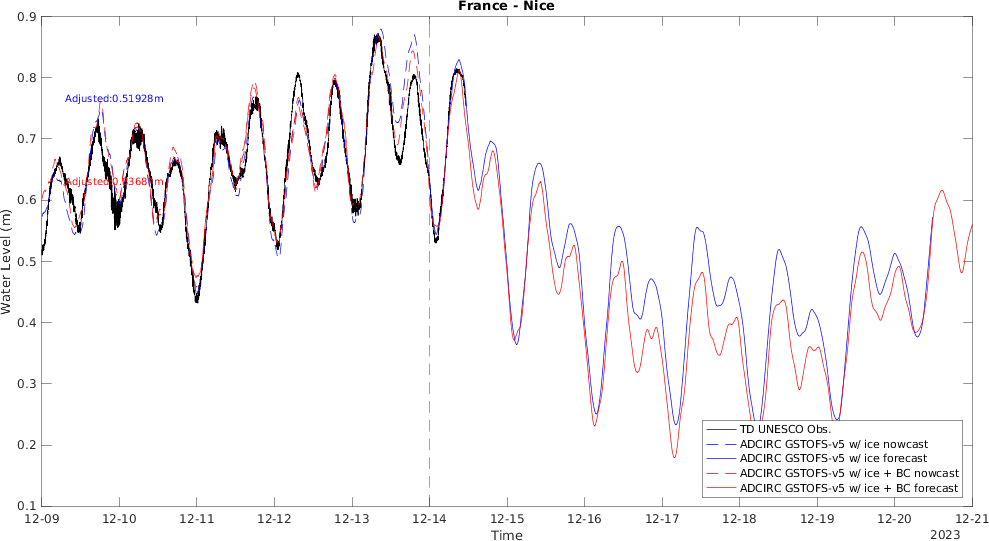 France - Nice
0.9
0.8
0.7
0.6
0.5
0.4
0.3
0.2
0.1
Water Level (m)
Adjusted:0.51928m
12-09
12-10
12-11
12-12
12-13
12-14
12-15
12-16
12-17
12-18
12-19
12-20
12-21
Time
2023
TD UNESCO Obs.
ADCIRC GSTOFS-v5 w/ ice nowcast
ADCIRC GSTOFS-v5 w/ ice forecast
ADCIRC GSTOFS-v5 w/ ice + BC nowcast
ADCIRC GSTOFS-v5 w/ ice + BC forecast